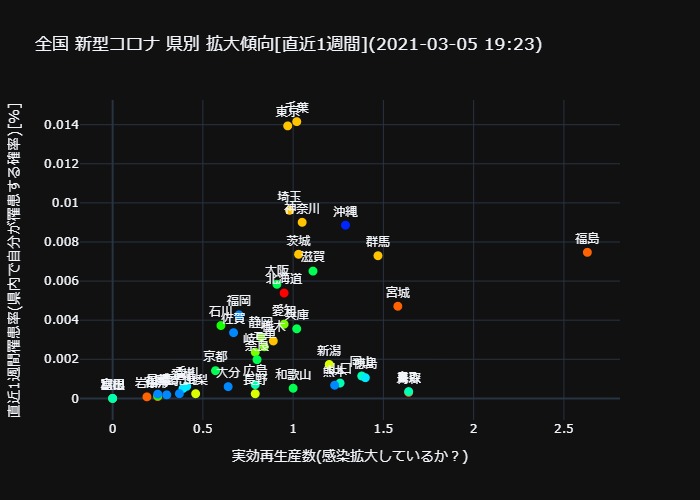 全国 新型コロナ 県別 拡大傾向[直近1週間](2021-03-05 19:23)
直近1週間罹患率(県内で自分が罹患する確率)[%]
千葉
東京
0.014
0.012
埼玉
0.01
神奈川
沖縄
福島
茨城
群馬
0.008
滋賀
大阪
北海道
0.006
宮城
福岡
石川
愛知
兵庫
佐賀
静岡
栃木
0.004
岐阜
三重
奈良
新潟
京都
0.002
大分
広島
長野
和歌山
熊本
徳島
0
0
0.5
1
1.5
2
2.5
実効再生産数(感染拡大しているか？)